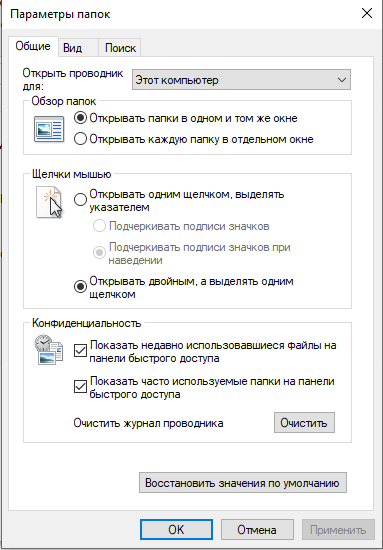 Параметры папок
Общие
Вид
Поиск
Открыть проводник
для:
Этот компьютер
Обзор папок
Открывать папки в одном и том же окне
Открывать каждую папку в отдельном окне
Щелчки мышью
Открывать одним щелчком, выделять
указателем
Подчеркивать подписи значков
Подчеркивать подписи значков при
наведении
Открывать двойным, а выделять одним
щелчком
Конфиденциальность
Показать недавно использовавшиеся файлы на
панели быстрого доступа
Показать часто используемые папки на панели
быстрого доступа
Очистить журнал проводника
Очистить
Восстановить значения по умолчанию
OK
Отмена
Применить